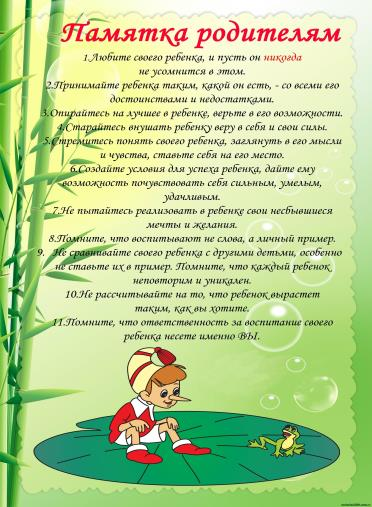 Памятка родителям
1.Любите своего ребенка, и пусть он никогда
не усомнится в этом.
2.Принимайте ребенка таким, какой он есть, - со всеми его
достоинствами и недостатками.
3.Опирайтесь на лучшее в ребенке, верьте в его возможности.
4.Старайтесь внушать ребенку веру в себя и свои силы.
5.Стремитесь понять своего ребенка, заглянуть в его мысли
и чувства, ставьте себя на его место.
6.Создайте условия для успеха ребенка, дайте ему
возможность почувствовать себя сильным, умелым,
удачливым.
7.Не пытайтесь реализовать в ребенке свои несбывшиеся
мечты и желания.
8.Помните, что воспитывают не слова, а личный пример.
9. Не сравнивайте своего ребенка с другими детьми, особенно
не ставьте их в пример. Помните, что каждый ребенок
неповторим и уникален.
10.Не рассчитывайте на то, что ребенок вырастет
таким, как вы хотите.
11.Помните, что ответственность за воспитание своего
ребенка несете именно ВЫ.